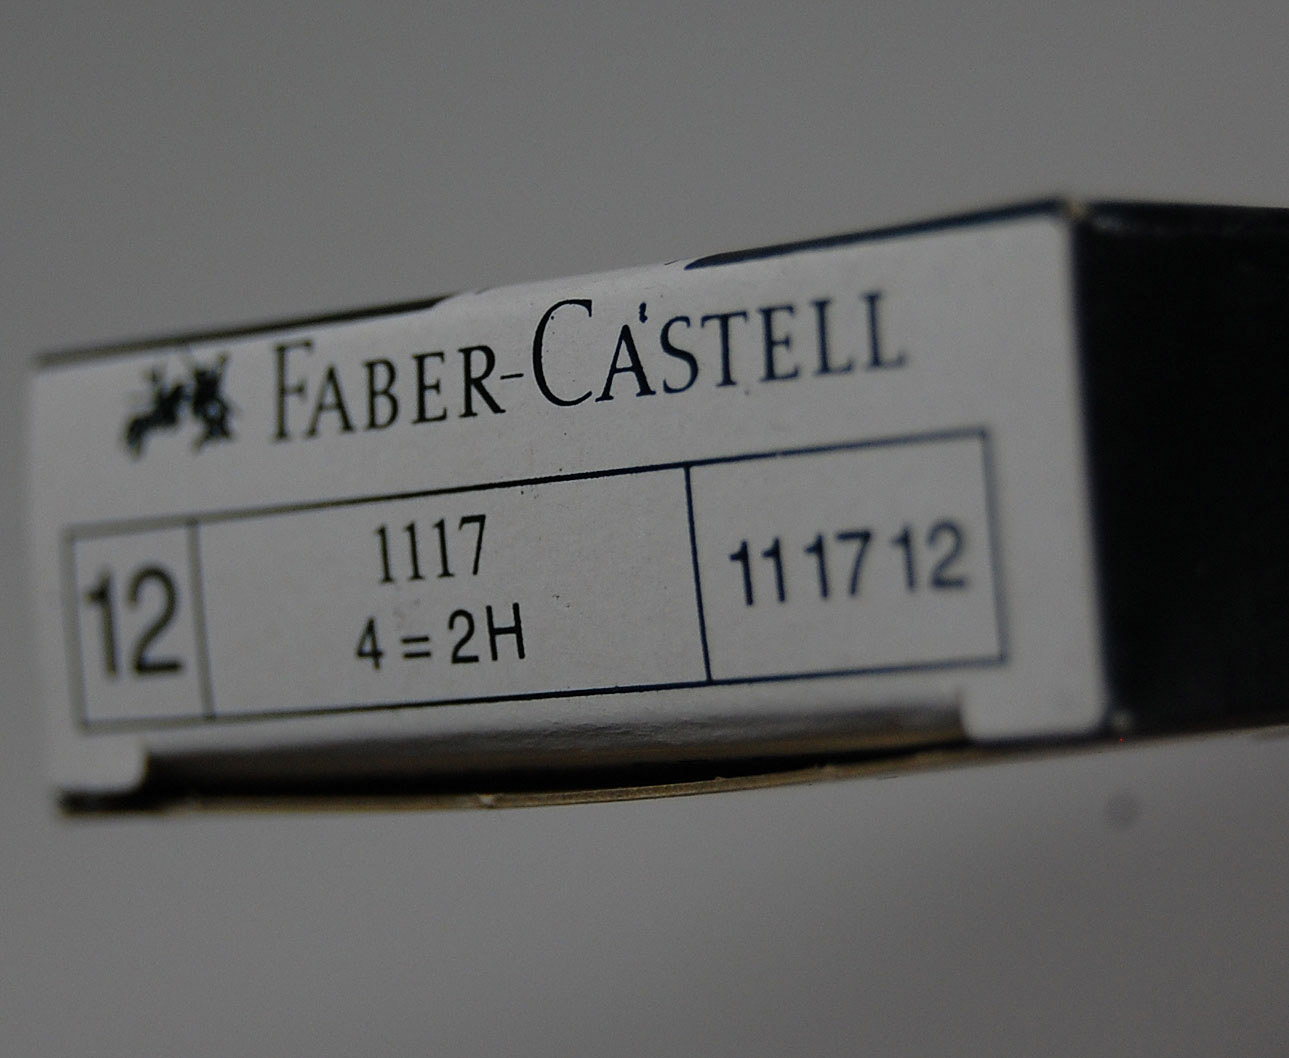 FABER-CASTELL
12
1117
4 = 2H
11 17 12